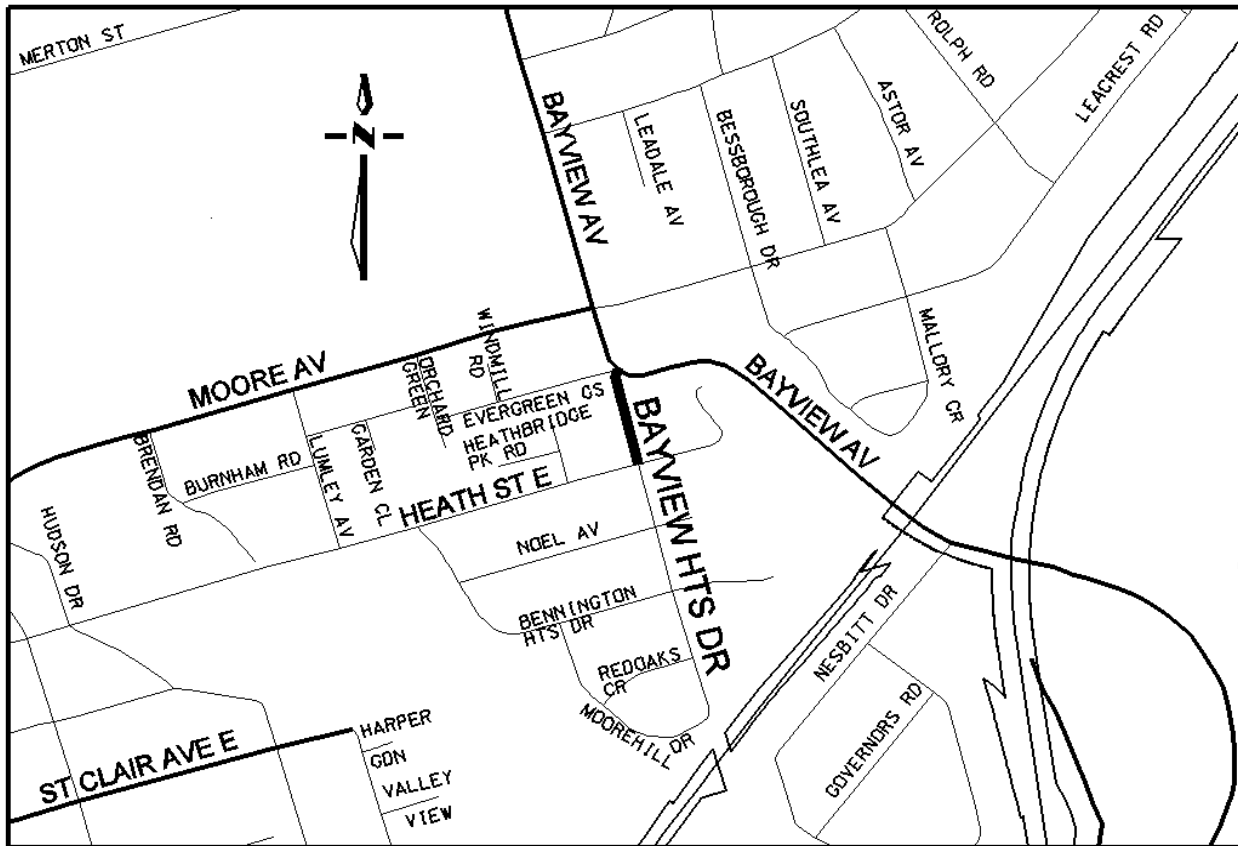 MERTON ST
N
BAYVIEW AV
LEADALE AV
BESSBOROUGH DR
SOUTHLEA AV
ASTOR AV
ROLPH RD
LEACREST RD
MALLORY CR
BAYVIEW AV
MOORE AV
WINDMILL
RD
ORCHARD
GREEN
EVERGREEN GS
HEATHBRIDGE
PK RD
BAYVIEW HTS DR
BRENDAN RD
BURNHAM RD
LUMLEY AV
GARDEN CL
HEATH ST E
HUDSON DR
NOEL AV
BENNINGTON
HTS DR
REDOAKS
CR
MOOREHILL DR
NESBITT DR
GOVERNORS RD
ST CLAIR AVE E
HARPER
GDN
VALLEY
VIEW